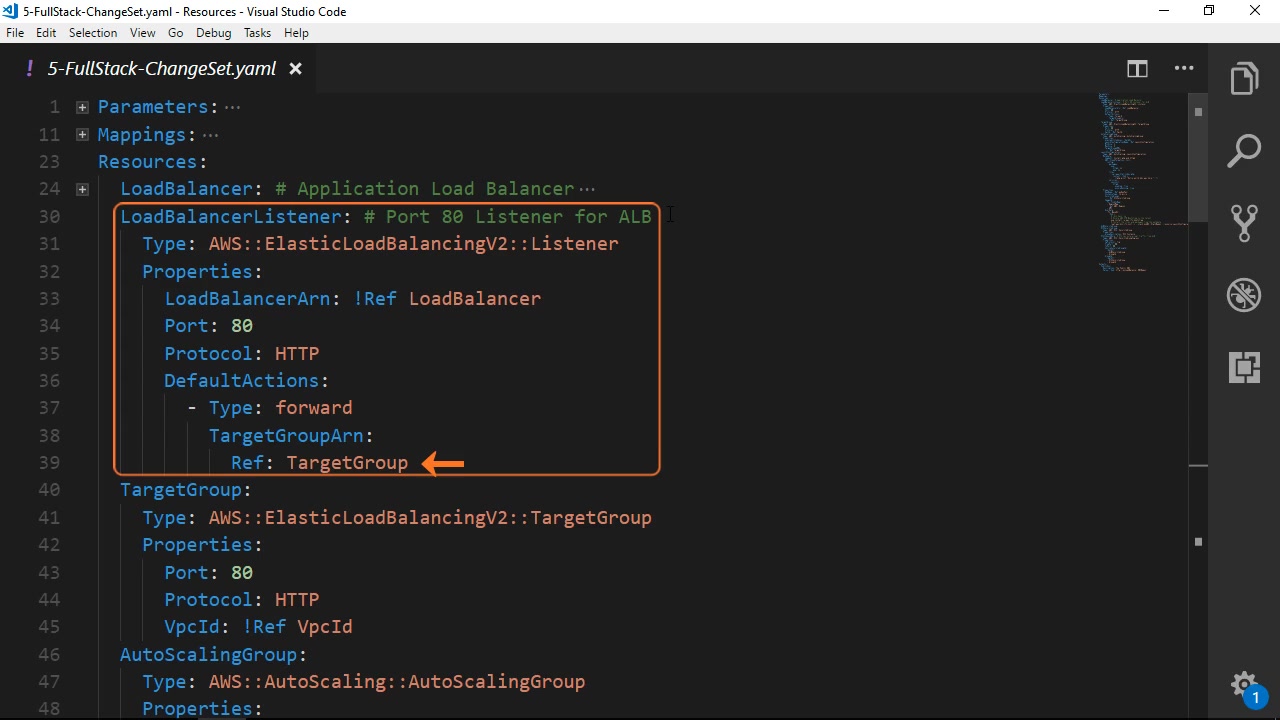 5-FullStack-ChangeSet.yaml - Resources - Visual Studio Code
File Edit Selection View Go Debug Tasks Help
! 5-FullStack-ChangeSet.yaml
1 Parameters: ...
11 Mappings: ...
23 Resources:
24 LoadBalancer: # Application Load Balancer ...
30 LoadBalancerListener: # Port 80 Listener for ALB
31 Type: AWS::ElasticLoadBalancingV2::Listener
32 Properties:
33 LoadBalancerArn: !Ref LoadBalancer
34 Port: 80
35 Protocol: HTTP
36 DefaultActions:
37 - Type: forward
38 TargetGroupArn:
39 Ref: TargetGroup
40 TargetGroup:
41 Type: AWS::ElasticLoadBalancingV2::TargetGroup
42 Properties:
43 Port: 80
44 Protocol: HTTP
45 VpcId: !Ref VpcId
46 AutoScalingGroup:
47 Type: AWS::AutoScaling::AutoScalingGroup
48 Properties:
1